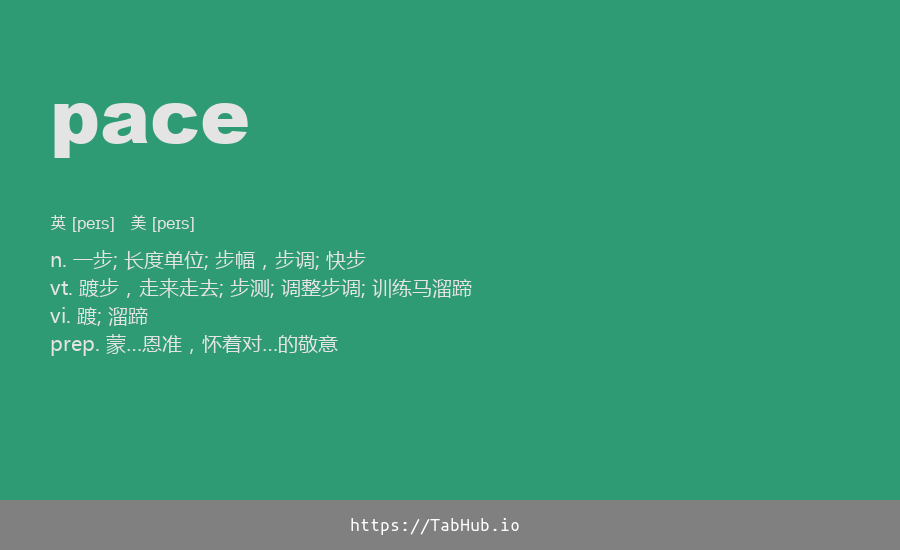 pace
英 [peɪs]   美 [peɪs]
n. 一步; 长度单位; 步幅，步调; 快步
vt. 踱步，走来走去; 步测; 调整步调; 训练马溜蹄
vi. 踱; 溜蹄
prep. 蒙…恩准，怀着对…的敬意
https://TabHub.io